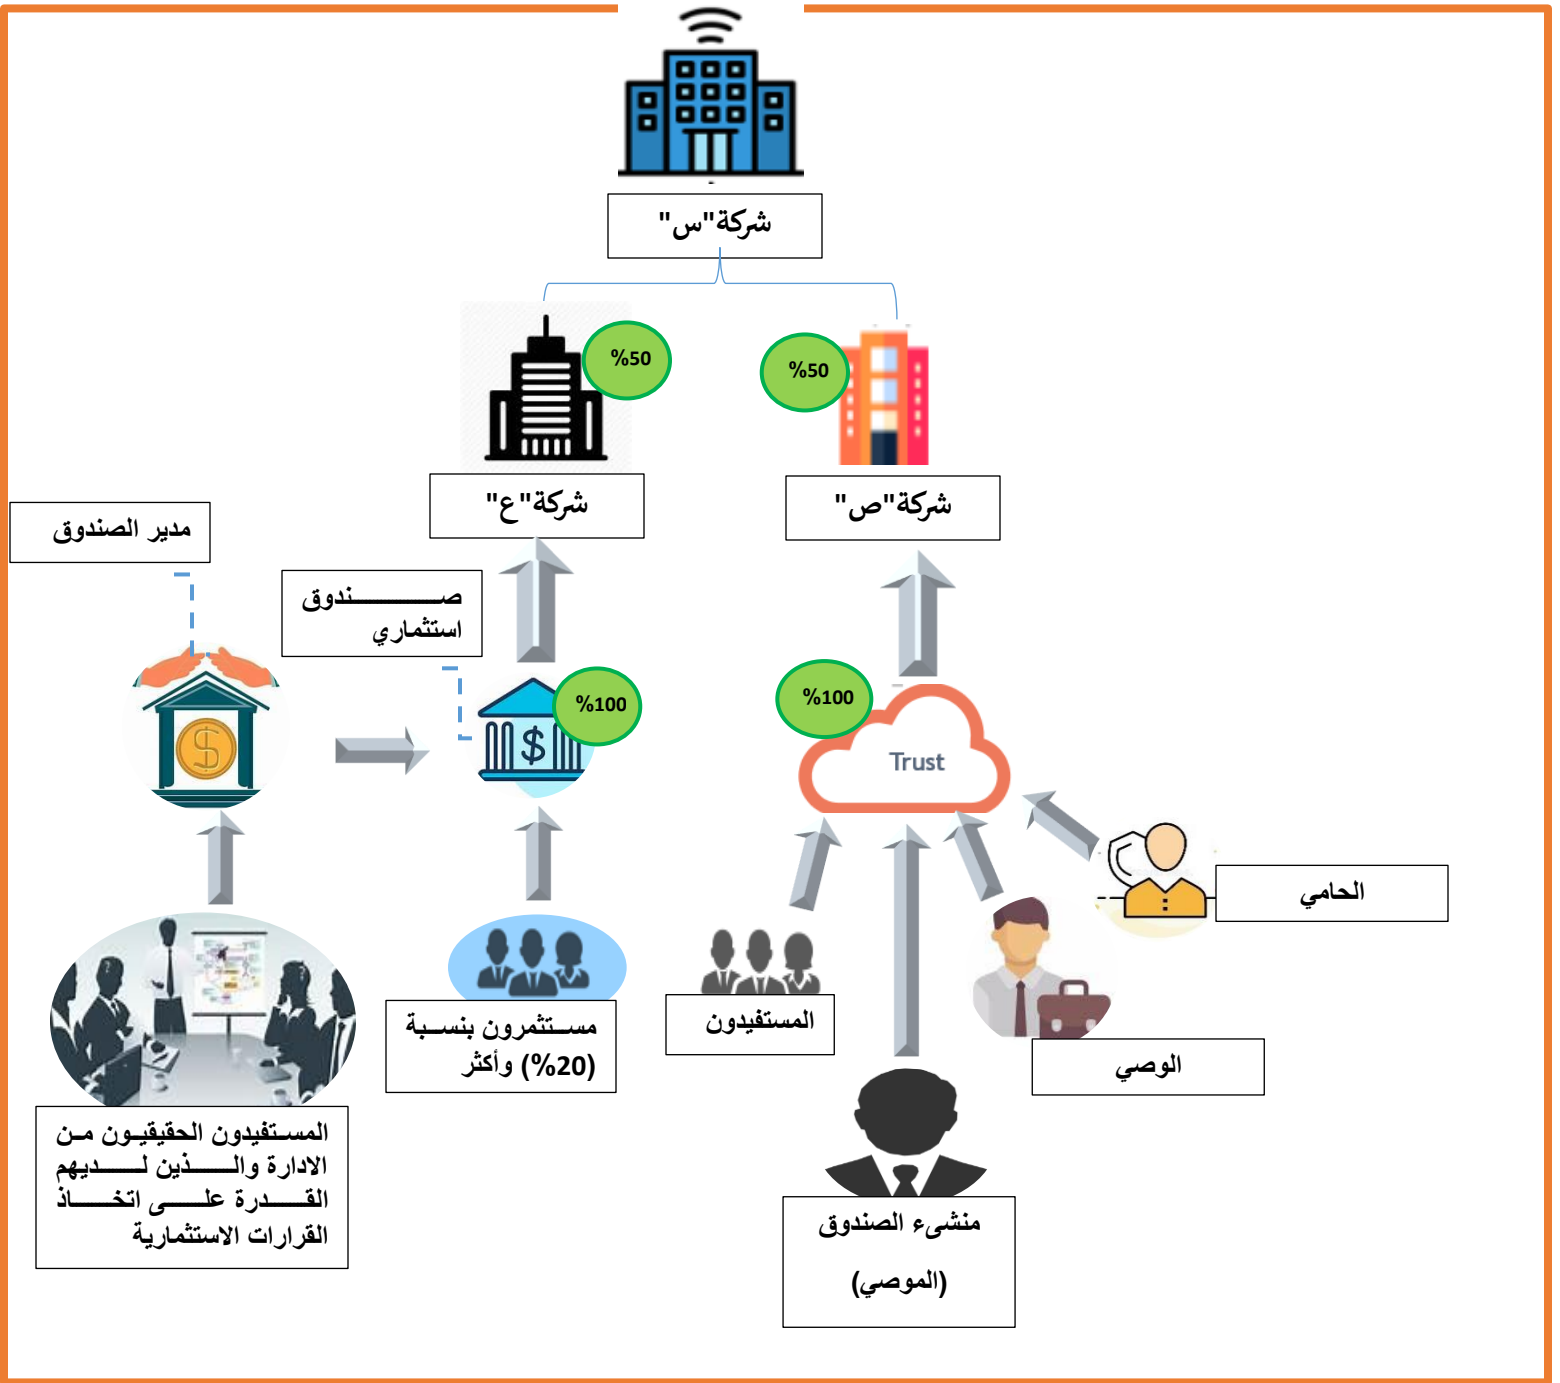 شركة"س"
%50
%50
شركة"ص"
شركة"ع"
مدير الصندوق
صندوق
استثماري
%100
%100
Trust
الحامي
الوصي
المستفيدون
مستثمرون بنسبة
(20%) وأكثر
المستفيدون الحقيقيون من
الادارة والذين لديهم
القدرة على اتخاذ
القرارات الاستثمارية
منشىء الصندوق
(الموصي)